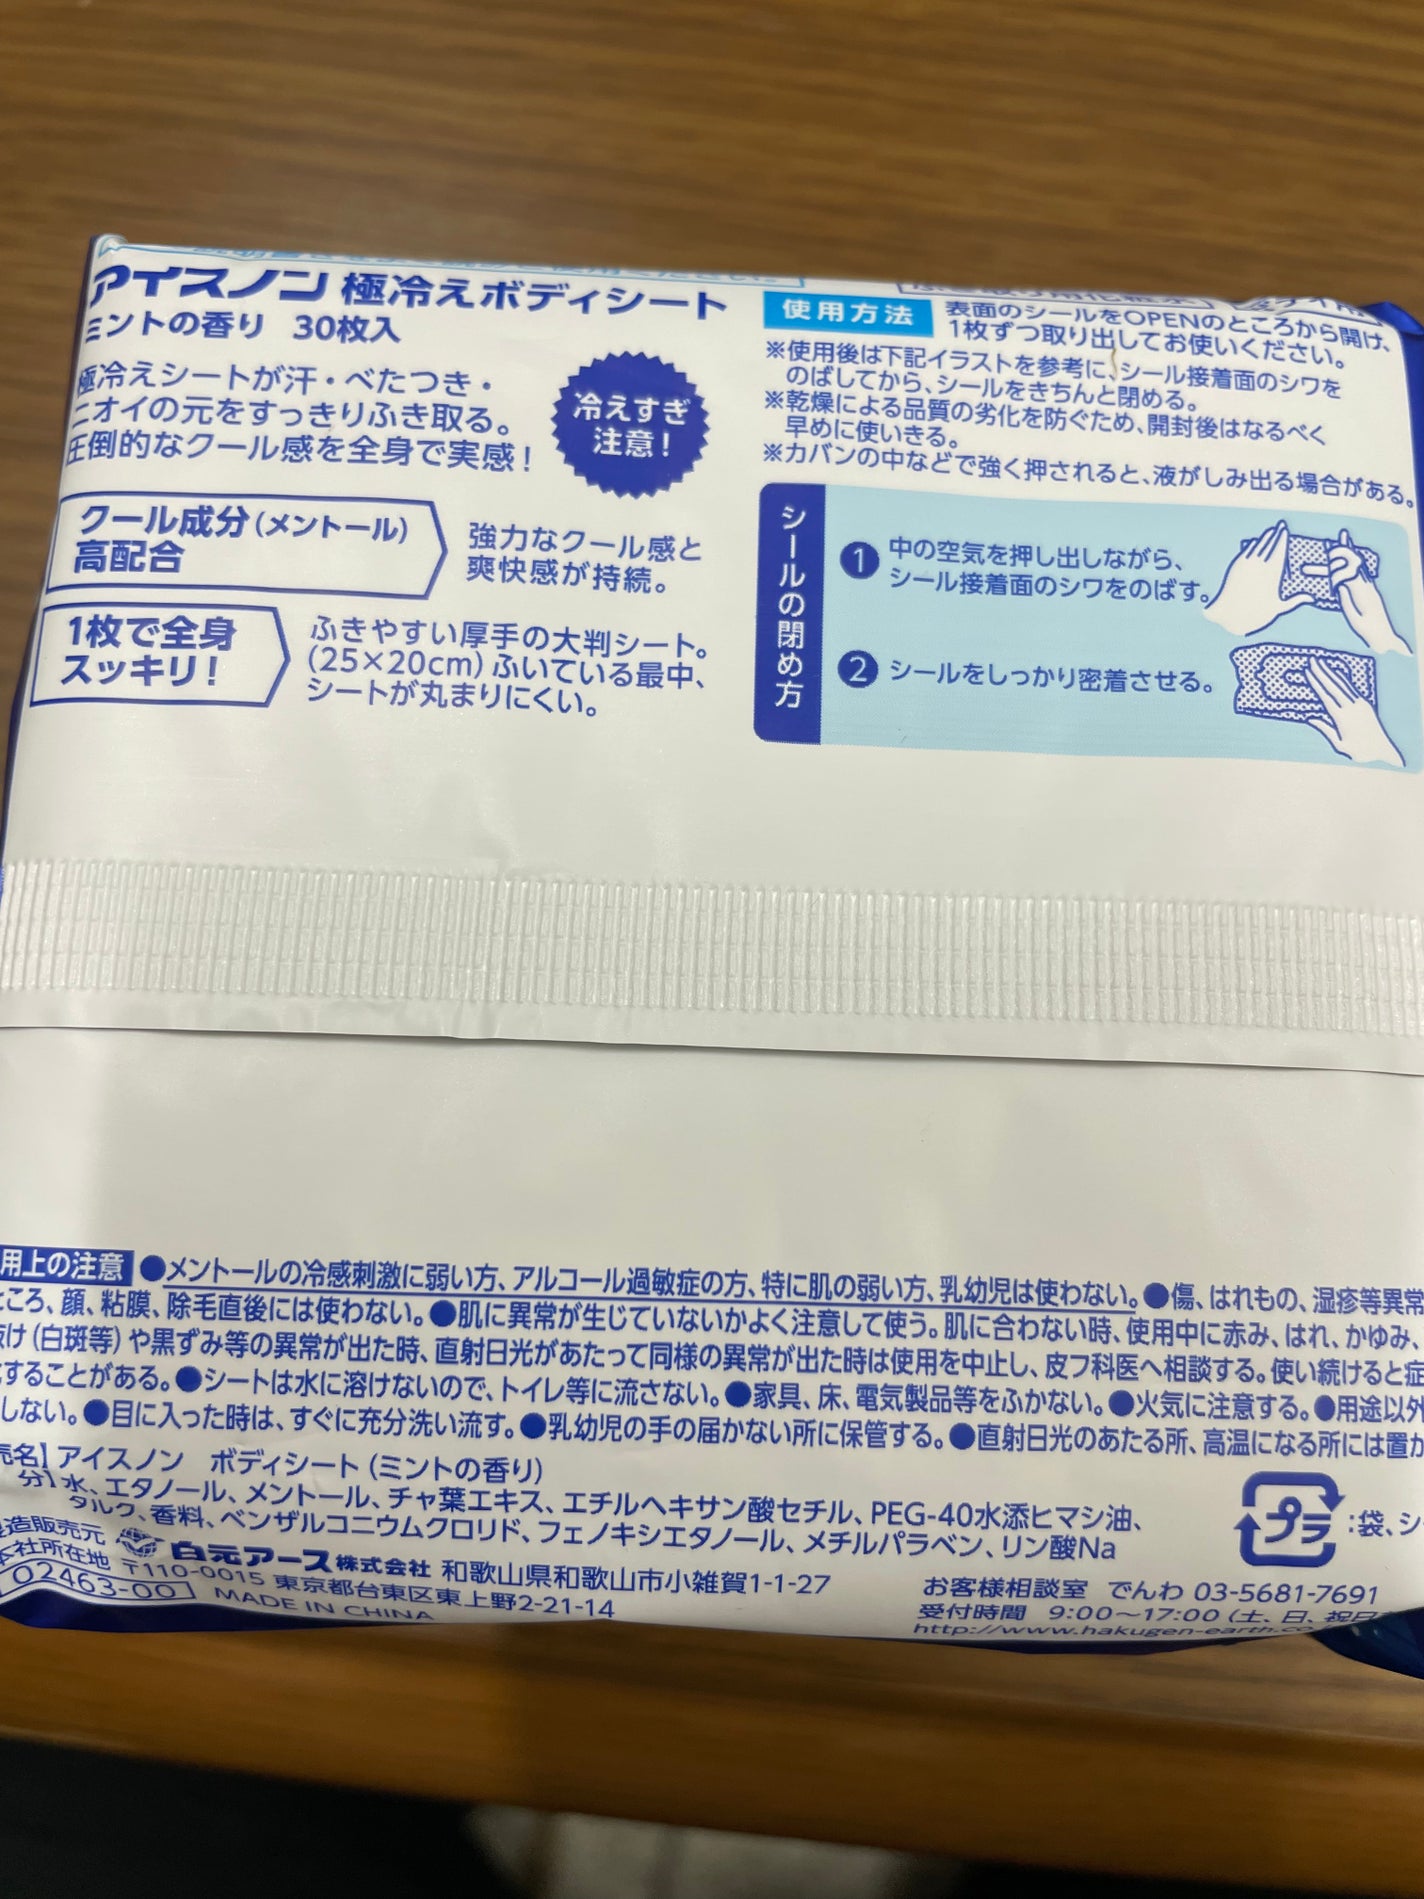 アイスノン 極冷えボディシート
ミントの香り 30枚入
極冷えシートが汗・べたつき・
ニオイの元をすっきりふき取る。
圧倒的なクール感を全身で実感!
冷えすぎ
注意!
クール成分(メントール)
高配合
強力なクール感と
爽快感が持続。
1枚で全身
スッキリ!
ふきやすい厚手の大判シート。
(25×20cm)ふいている最中、
シートが丸まりにくい。
使用方法
表面のシールをOPENのところから開け、
1枚ずつ取り出してお使いください。
※使用後は下記イラストを参考に、シール接着面のシワを
のばしてから、シールをきちんと閉める。
※乾燥による品質の劣化を防ぐため、開封後はなるべく
早めに使いきる。
※カバンの中などで強く押されると、液がしみ出る場合がある。
シールの閉め方
1 中の空気を押し出しながら、
シール接着面のシワをのばす。
2 シールをしっかり密着させる。
用上の注意 ●メントールの冷感刺激に弱い方、アルコール過敏症の方、特に肌の弱い方、乳幼児は使わない。●傷、はれもの、湿疹等異常
ころ、顔、粘膜、除毛直後には使わない。●肌に異常が生じていないかよく注意して使う。肌に合わない時、使用中に赤み、はれ、かゆみ、
抜け(白斑等)や黒ずみ等の異常が出た時、直射日光があたって同様の異常が出た時は使用を中止し、皮フ科医へ相談する。使い続けると症
することがある。●シートは水に溶けないので、トイレ等に流さない。●家具、床、電気製品等をふかない。●火気に注意する。●用途以外
しない。●目に入った時は、すぐに充分洗い流す。●乳幼児の手の届かない所に保管する。●直射日光のあたる所、高温になる所には置か
売名】アイスノン ボディシート(ミントの香り)
分】水、エタノール、メントール、チャ葉エキス、エチルヘキサン酸セチル、PEG-40水添ヒマシ油、
タルク、香料、ベンザルコニウムクロリド、フェノキシエタノール、メチルパラベン、リン酸Na
プラ :袋、シ
製造販売元 白元アース株式会社 和歌山県和歌山市小雑賀1-1-27
本社所在地 〒110-0015 東京都台東区東上野2-21-14
02463-00 MADE IN CHINA
お客様相談室 でんわ 03-5681-7691
受付時間 9:00〜17:00(土、日、祝日
http://www.hakugen-earth.co